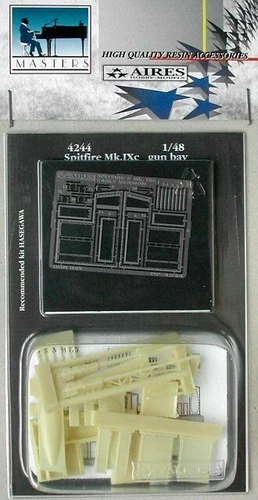 MASTERS
HIGH QUALITY RESIN ACCESSORIES
AIRES
HOBBY MODELS
4244 1/48
Spitfire Mk.IXc gun bay
Recommended kit HASEGAWA